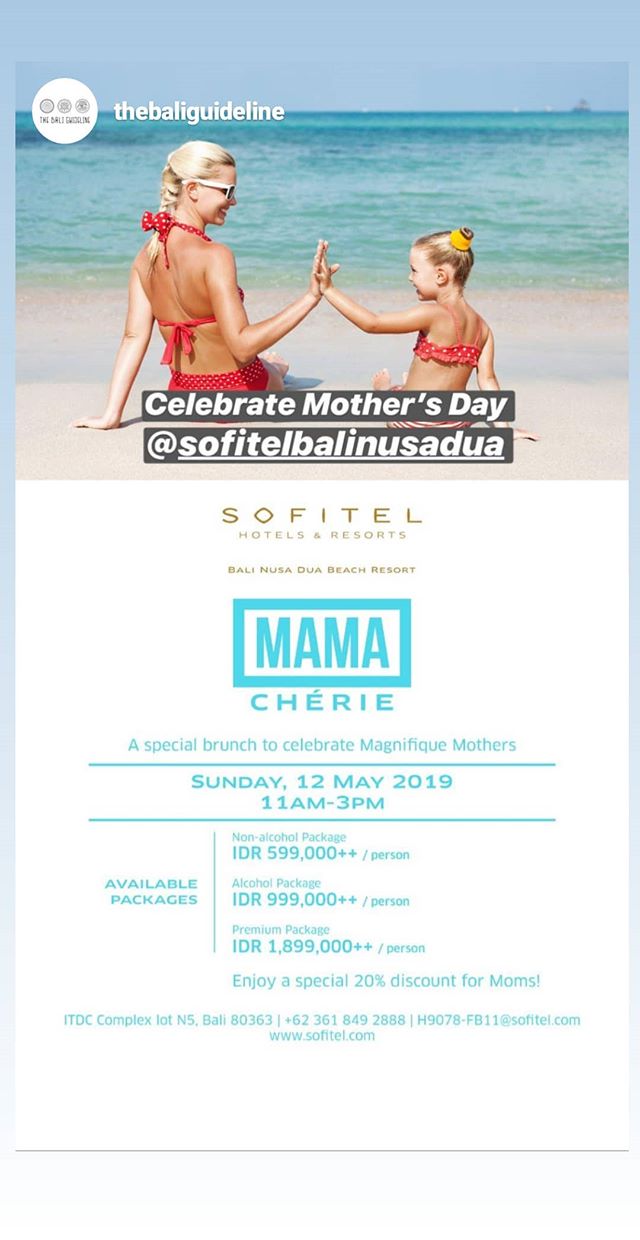 THE BALI GUIDELINE
thebaliguideline
Celebrate Mother's Day
@sofitelbalinusadua
SOFITEL
HOTELS & RESORTS
BALI NUSA DUA BEACH RESORT
MAMA
CHÉRIE
A special brunch to celebrate Magnifique Mothers
SUNDAY, 12 MAY 2019
11AM-3PM
AVAILABLE
PACKAGES
Non-alcohol Package
IDR 599,000++ / person
Alcohol Package
IDR 999,000++ / person
Premium Package
IDR 1,899,000++ / person
Enjoy a special 20% discount for Moms!
ITDC Complex lot N5, Bali 80363 | +62 361 849 2888 | H9078-FB11@sofitel.com
www.sofitel.com